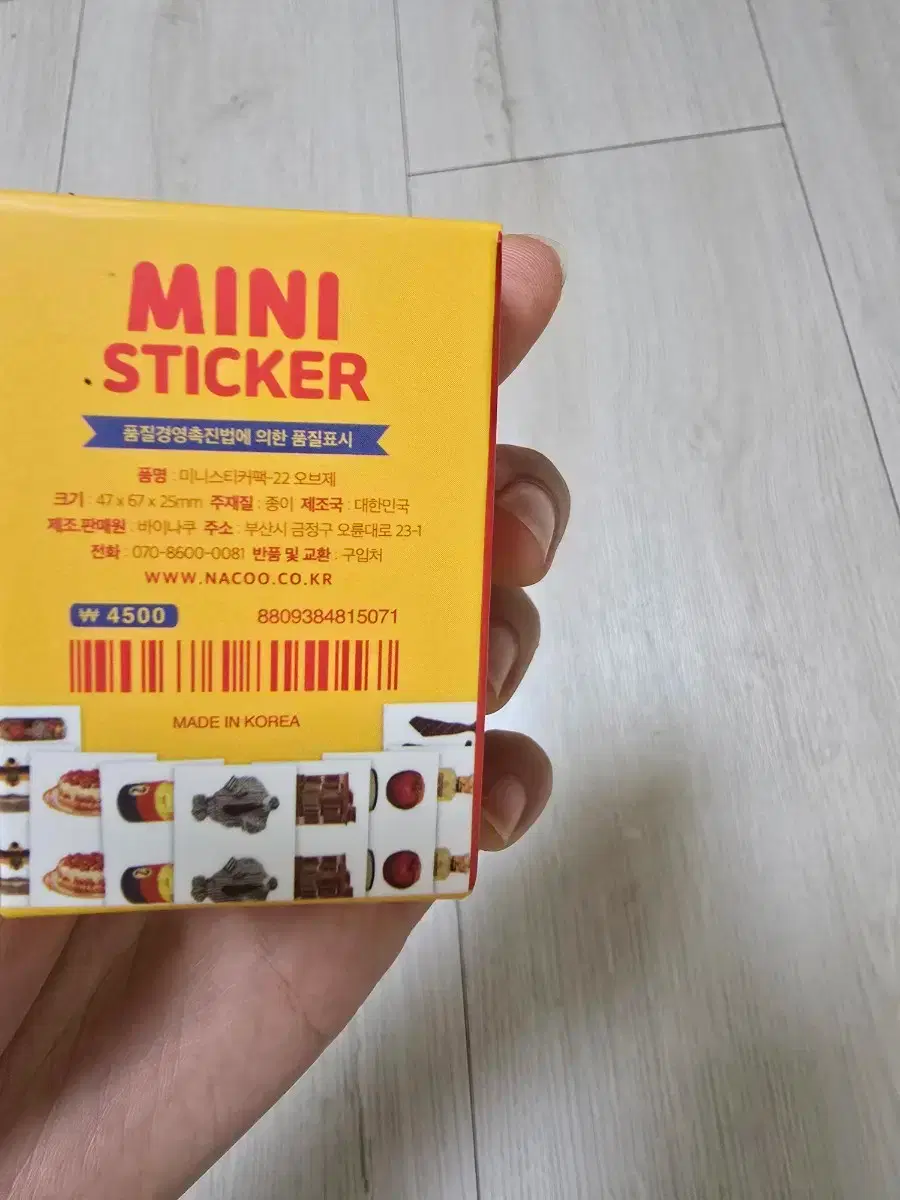 MINI
STICKER
품질경영촉진법에 의한 품질표시
품명 : 미니스티커팩-22 오브제
크기 : 47 x 67 x 25mm 주재질 : 종이 제조국 : 대한민국
제조.판매원 : 바이나쿠 주소 : 부산시 금정구 오륜대로 23-1
전화 : 070-8600-0081 반품 및 교환 : 구입처
WWW.NACOO.CO.KR
₩ 4500 8809384815071
MADE IN KOREA